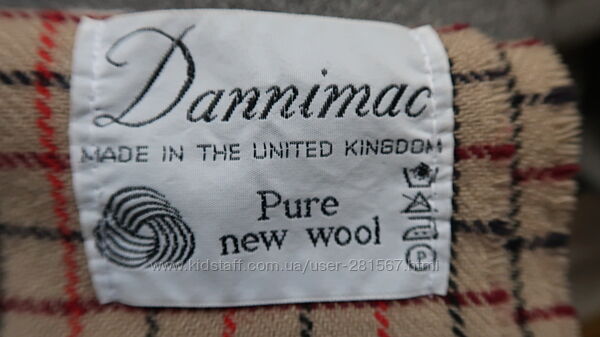 Dannimac
MADE IN THE UNITED KINGDOM
Pure
new wool
P
www.kidstaff.com.ua/user-281567.html